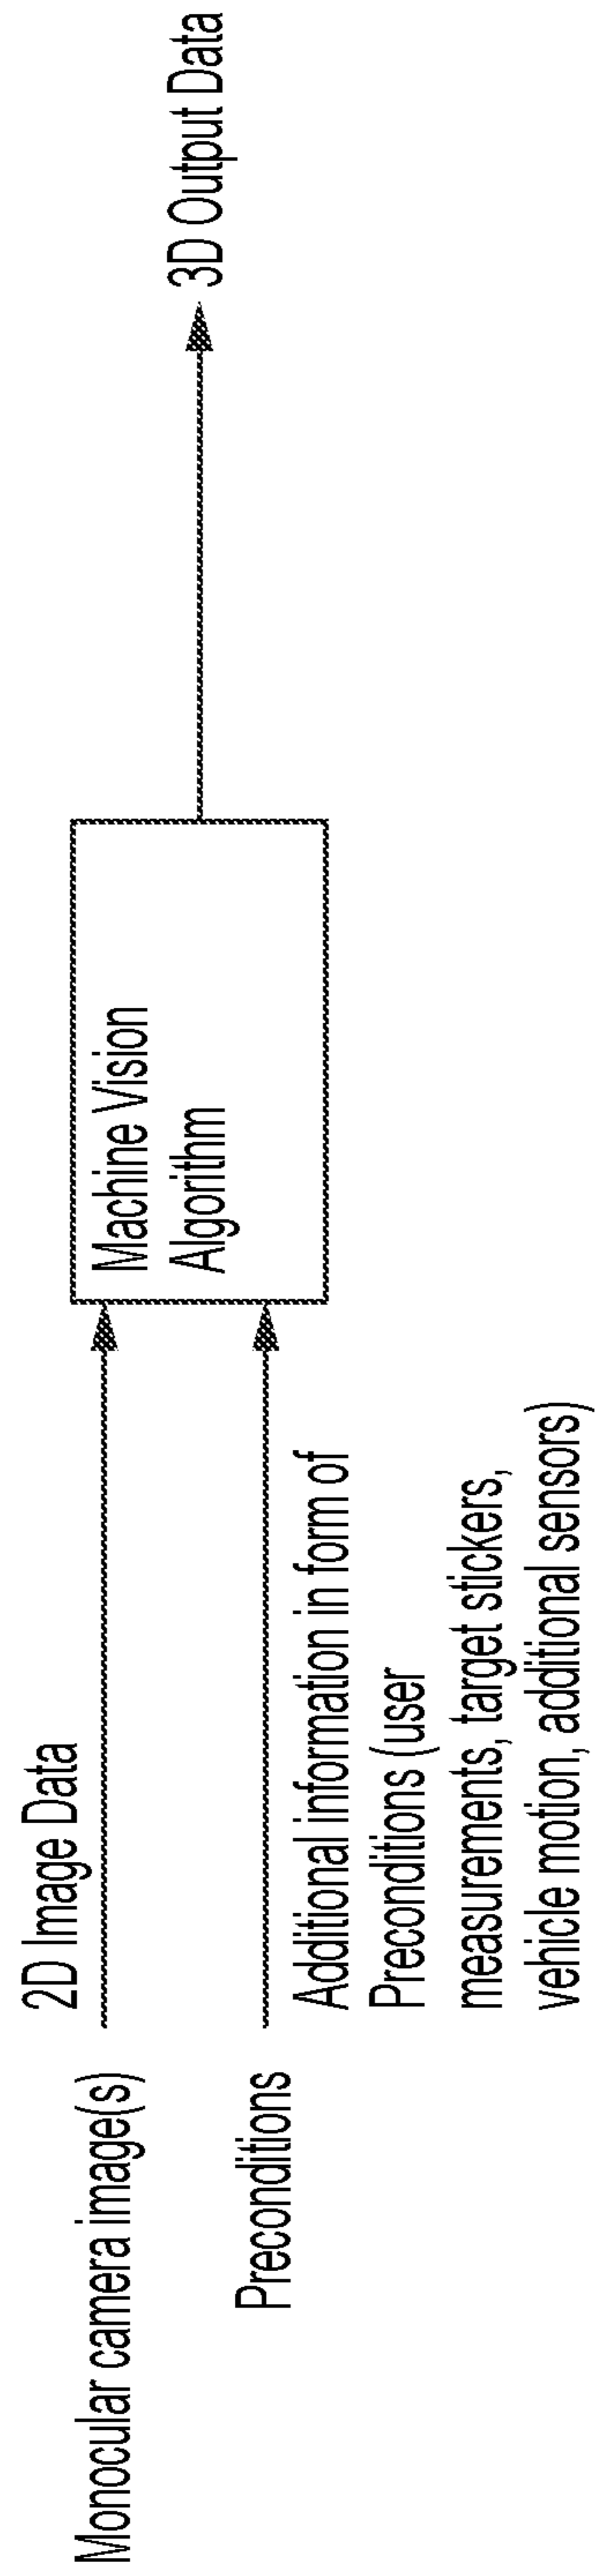 Monocular camera image(s)
2D Image Data
Preconditions
Additional information in form of
Preconditions (user
measurements, target stickers,
vehicle motion, additional sensors)
Machine Vision
Algorithm
3D Output Data